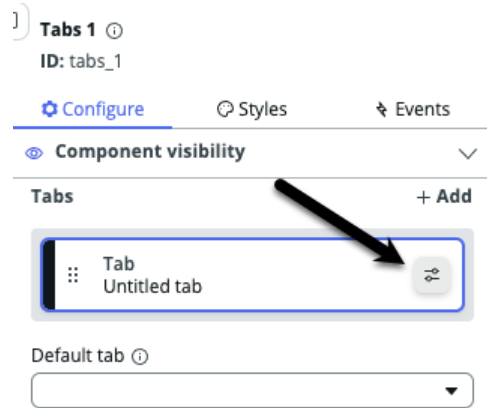 Tabs 1
ID: tabs_1
Configure Styles Events
Component visibility
Tabs + Add
Tab
Untitled tab
Default tab